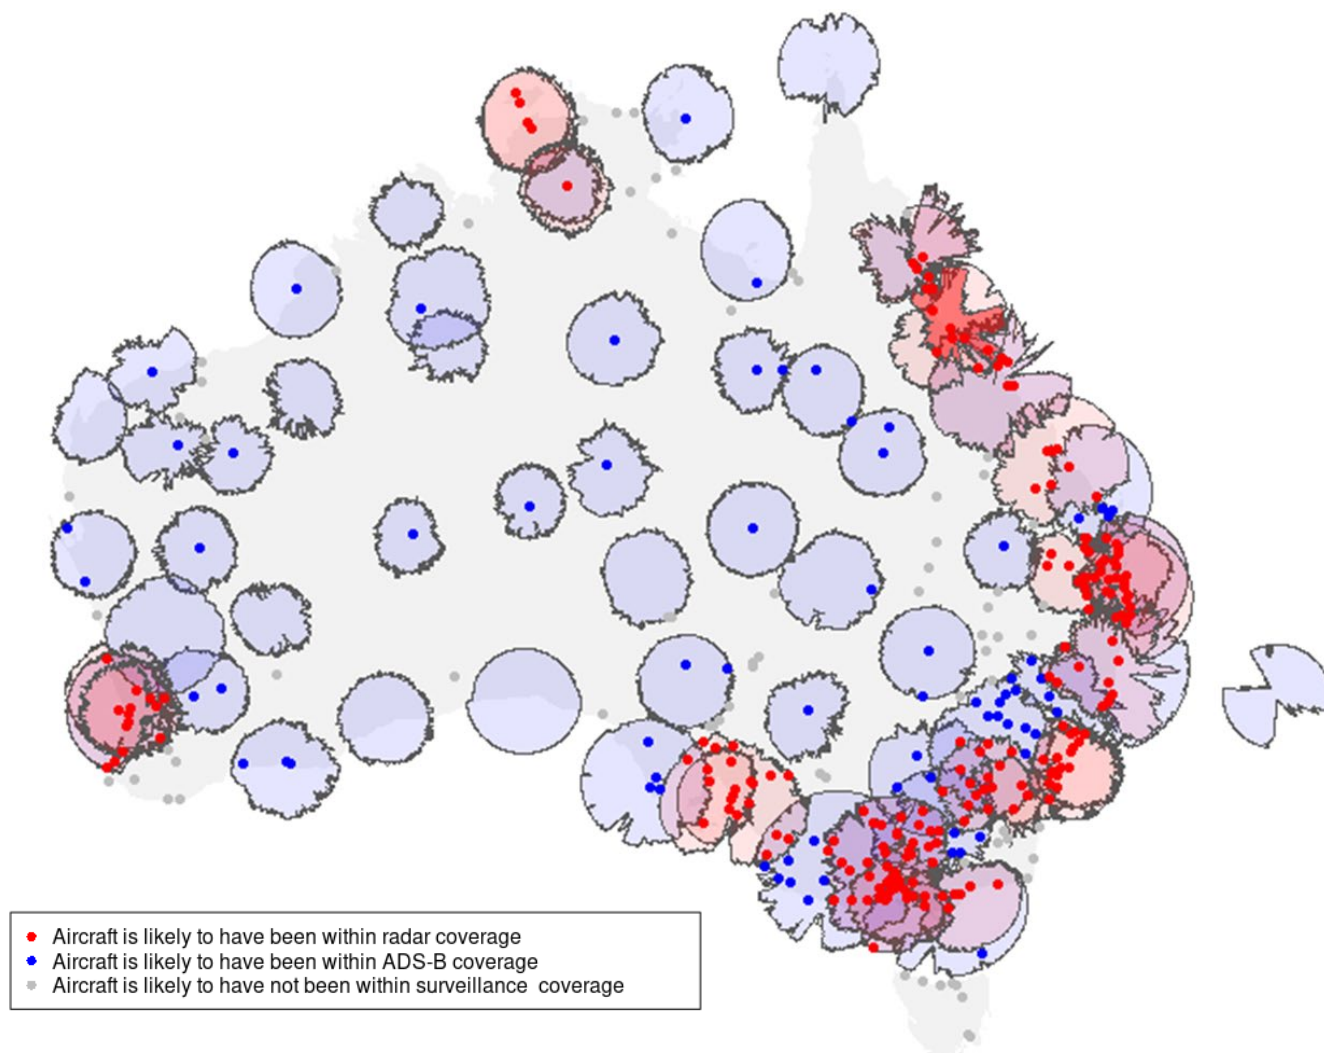 Aircraft is likely to have been within radar coverage
Aircraft is likely to have been within ADS-B coverage
Aircraft is likely to have not been within surveillance coverage